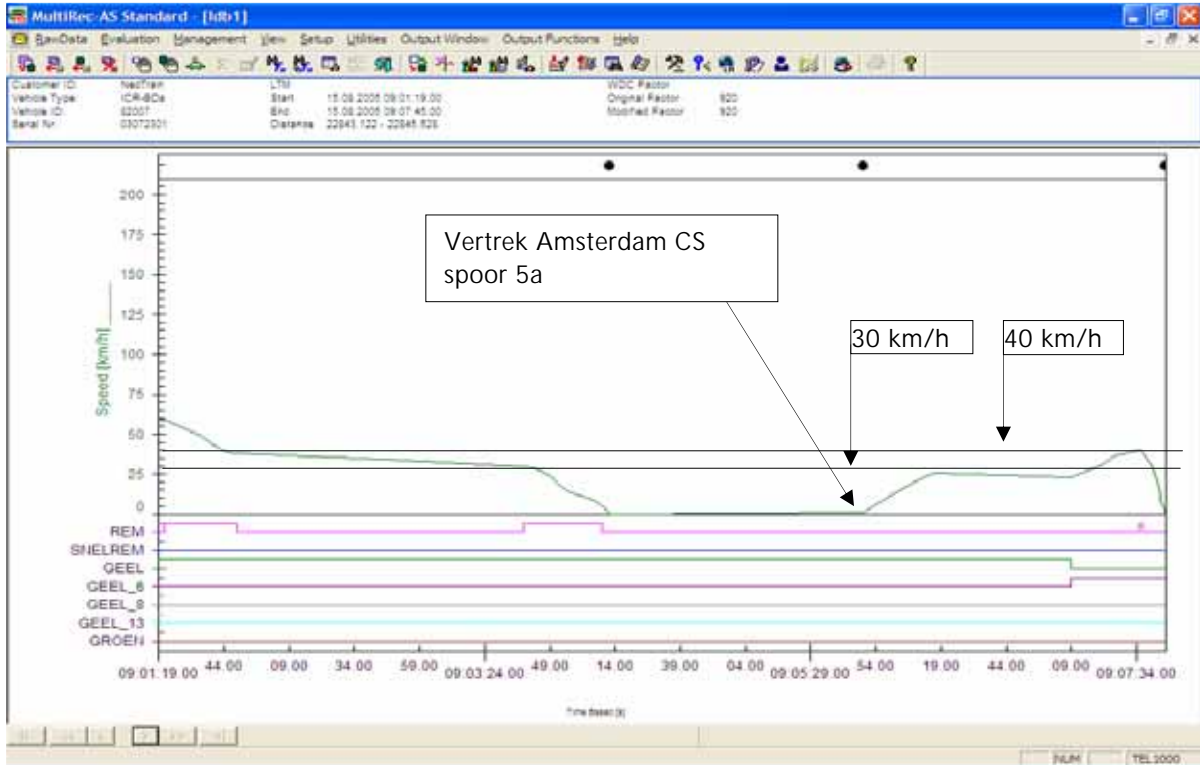 MultiRec-AS Standard - [ldb1]
RawData Evaluation Management View Setup Utilities Output Window Output Functions Help
Customer ID: NedTrain LTM WDC Factor
Vehicle Type ICR-BDs Start 15.09.2005 09:01:19.00 Original Factor 920
Vehicle ID: 82007 End 15.09.2005 09:07:45.00 Modified Factor 920
Serial Nr. 03072301 Distance 22843.122 - 22845.528
Vertrek Amsterdam CS
spoor 5a
30 km/h
40 km/h
Speed [km/h]
200
175
150
125
100
75
50
25
0
REM
SNELREM
GEEL
GEEL_6
GEEL_8
GEEL_13
GROEN
09:01:19.00 44.00 09.00 34.00 59.00 09:03:24.00 49.00 14.00 39.00 04.00 09:05:29.00 54.00 19.00 44.00 09.00 09:07:34.00
Time Based [s]
NUM TEL1000